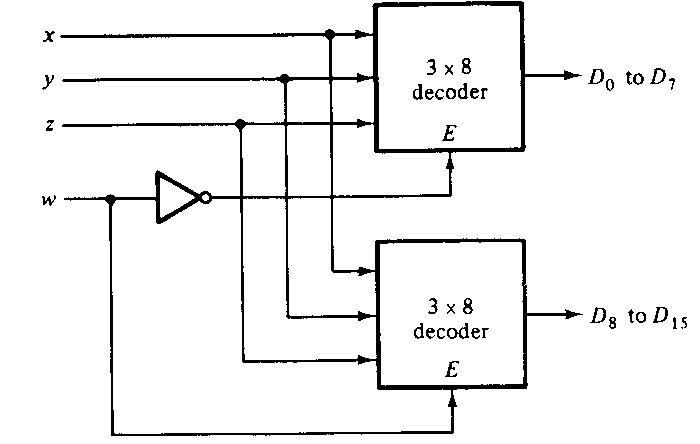 x
y
z
w
3 × 8
decoder
E
D₀ to D₇
3 × 8
decoder
E
D₈ to D₁₅